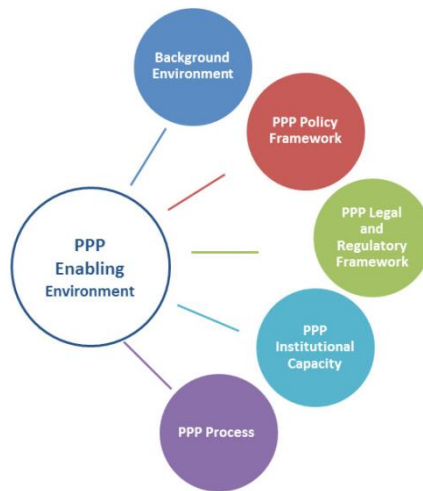 Background
Environment
PPP Policy
Framework
PPP Legal
and
Regulatory
Framework
PPP
Enabling
Environment
PPP
Institutional
Capacity
PPP Process